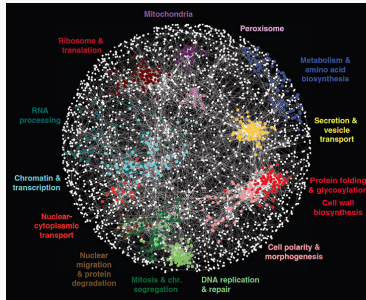 Mitochondria
Peroxisome
Ribosome &
translation
Metabolism &
amino acid
biosynthesis
RNA
processing
Secretion &
vesicle
transport
Chromatin &
transcription
Protein folding
& glycosylation
Cell wall
biosynthesis
Nuclear-
cytoplasmic
transport
Cell polarity &
morphogenesis
Nuclear
migration
& protein
degradation
Mitosis & chr.
segregation
DNA replication
& repair